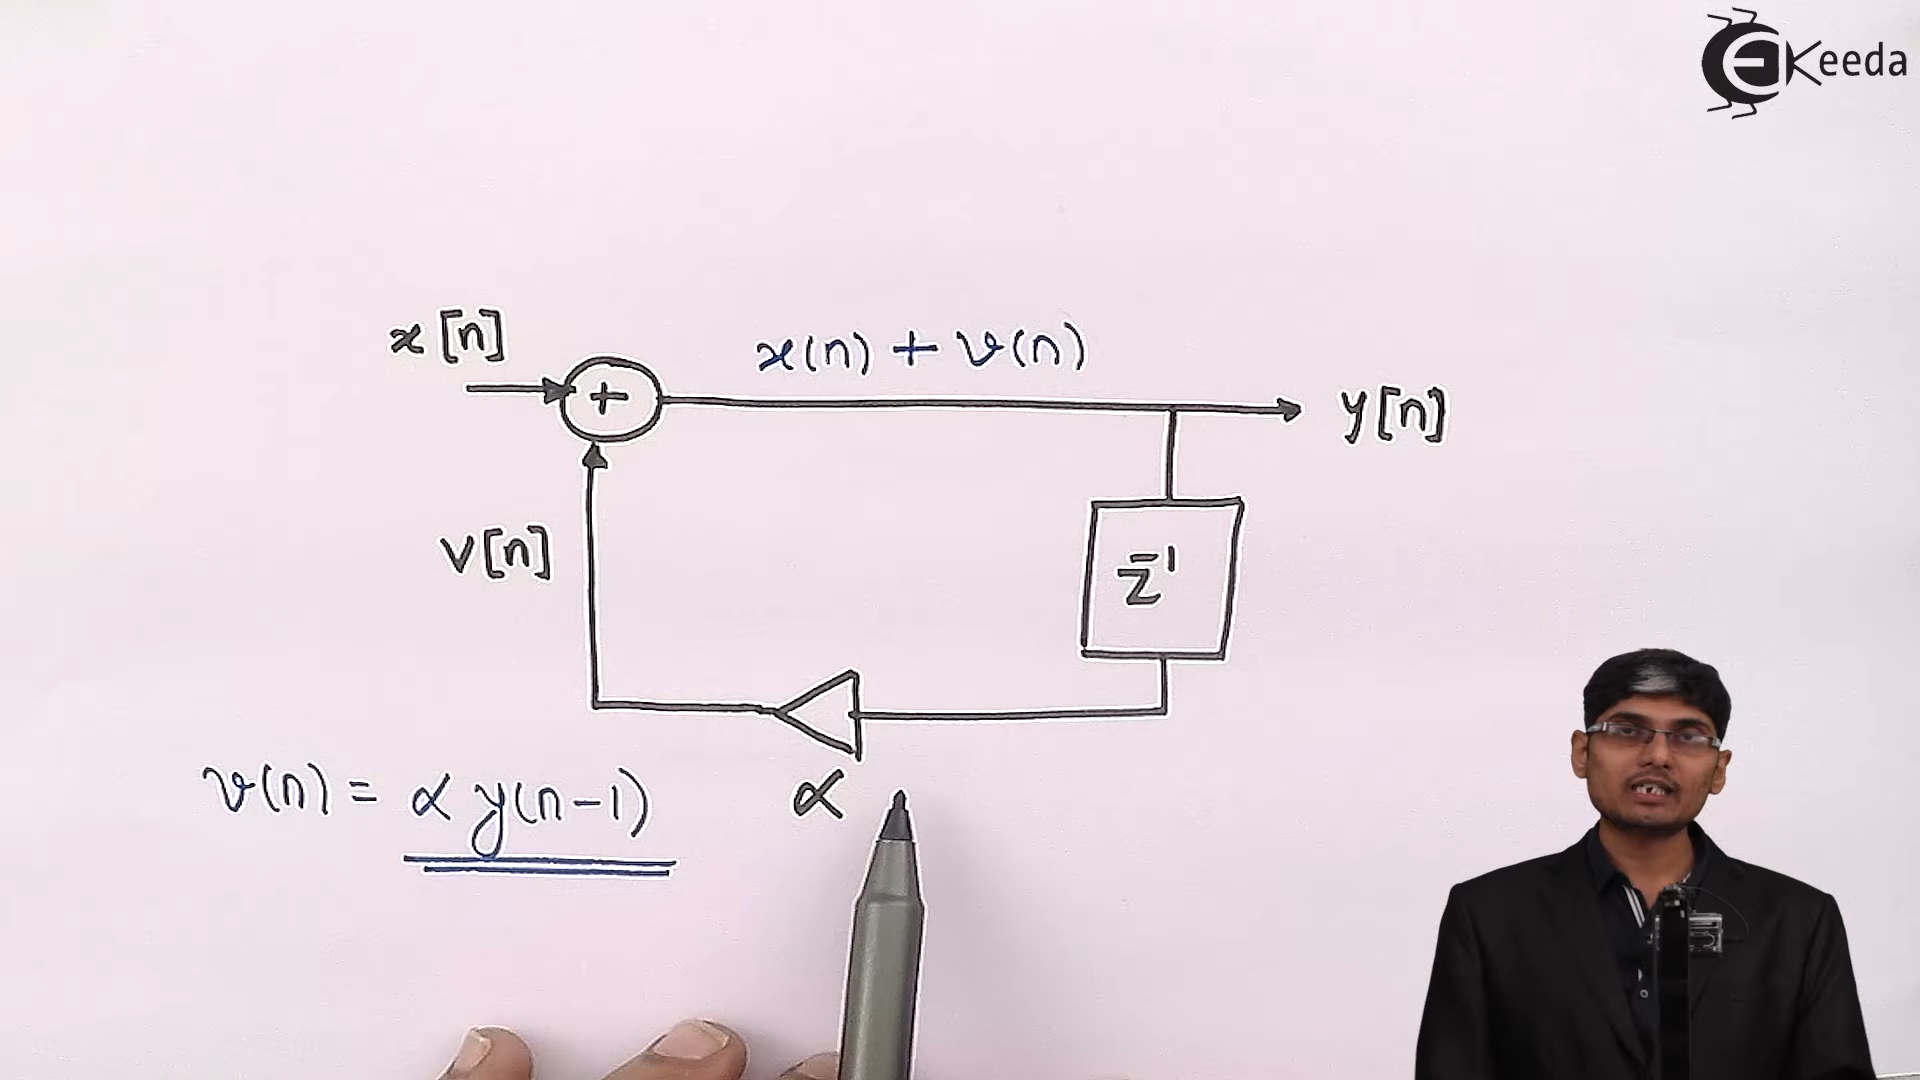 EKeeda
x[n]
x(n) + v(n)
+
y[n]
v[n]
z⁻¹
v(n) = α y(n-1)
α